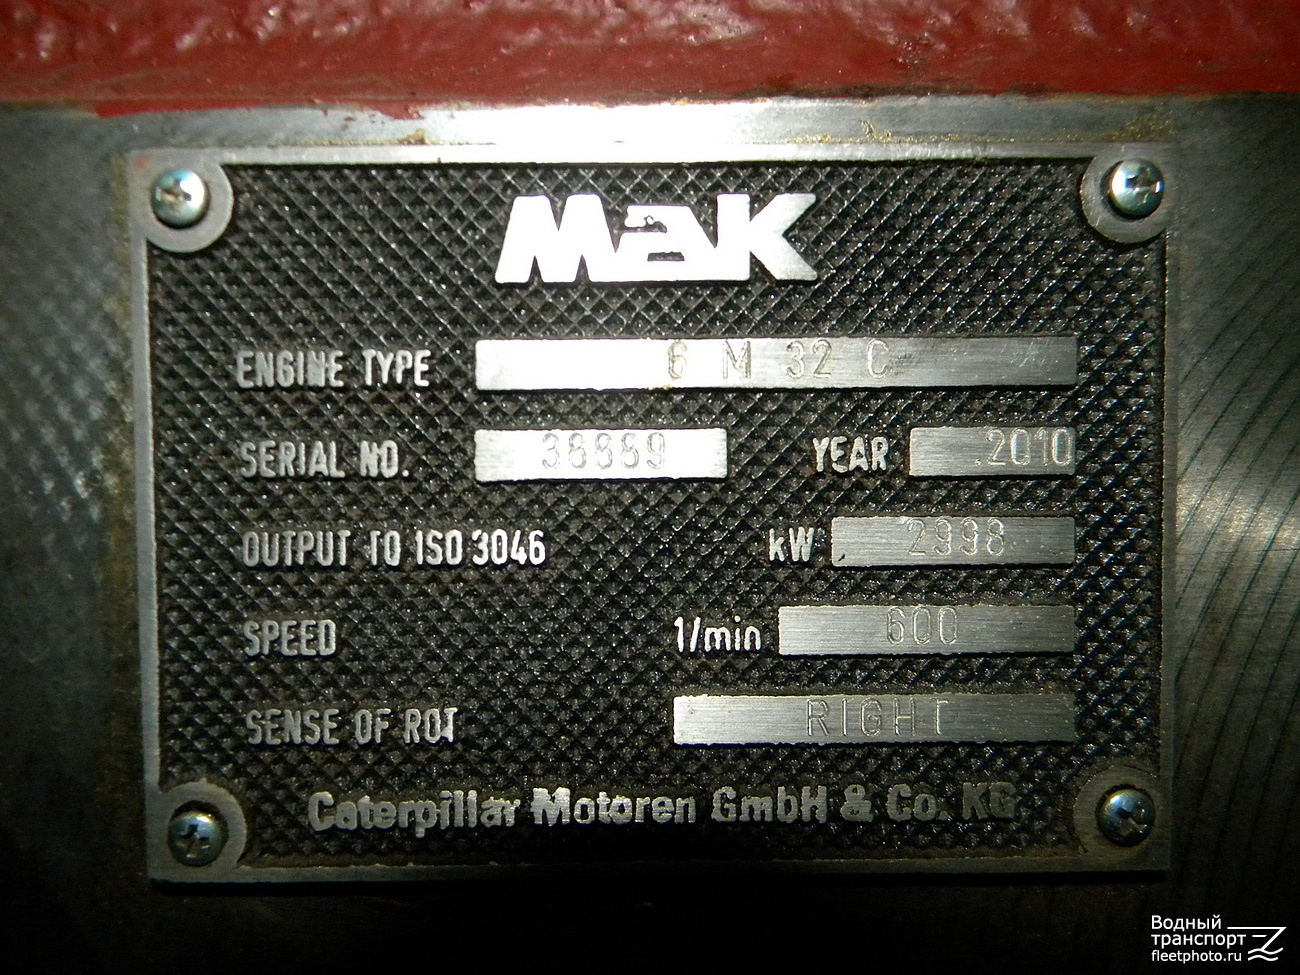 MaK
ENGINE TYPE 6 M 32 C
SERIAL NO. 38889 YEAR .2010
OUTPUT TO ISO 3046 kW 2998
SPEED 1/min 600
SENSE OF ROT RIGHT
Caterpillar Motoren GmbH & Co. KG
Водный
транспорт
fleetphoto.ru